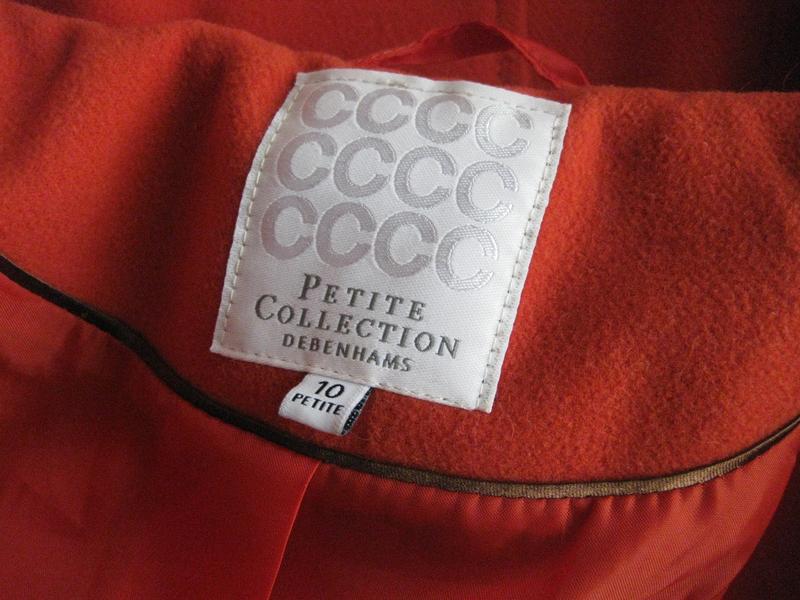 CCCC
CCCC
CCCC
PETITE
COLLECTION
DEBENHAMS
10
PETITE